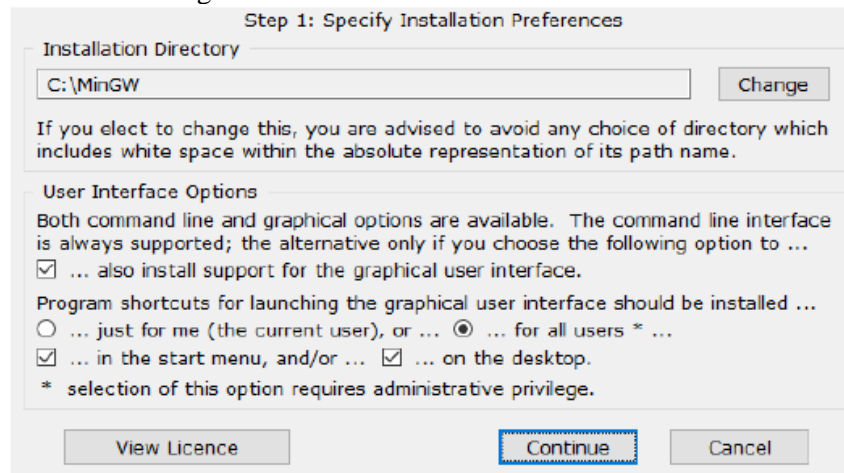 Step 1: Specify Installation Preferences
Installation Directory
C:\MinGW
Change
If you elect to change this, you are advised to avoid any choice of directory which
includes white space within the absolute representation of its path name.
User Interface Options
Both command line and graphical options are available. The command line interface
is always supported; the alternative only if you choose the following option to ...
... also install support for the graphical user interface.
Program shortcuts for launching the graphical user interface should be installed ...
... just for me (the current user), or ... ... for all users * ...
... in the start menu, and/or ... ... on the desktop.
* selection of this option requires administrative privilege.
View Licence Continue Cancel